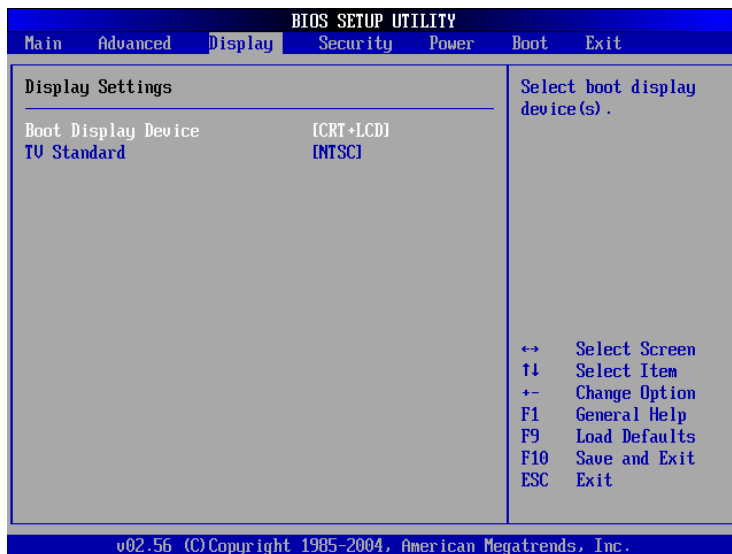 BIOS SETUP UTILITY
Main Advanced Display Security Power Boot Exit
Display Settings
Boot Display Device [CRT+LCD]
TV Standard [NTSC]
Select boot display
device(s).
↔ Select Screen
↑↓ Select Item
+- Change Option
F1 General Help
F9 Load Defaults
F10 Save and Exit
ESC Exit
v02.56 (C)Copyright 1985-2004, American Megatrends, Inc.